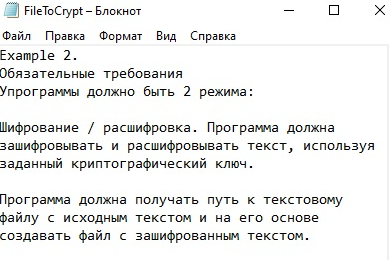 FileToCrypt – Блокнот
Файл Правка Формат Вид Справка
Example 2.
Обязательные требования
Упрограммы должно быть 2 режима:
Шифрование / расшифровка. Программа должна
зашифровывать и расшифровывать текст, используя
заданный криптографический ключ.
Программа должна получать путь к текстовому
файлу с исходным текстом и на его основе
создавать файл с зашифрованным текстом.